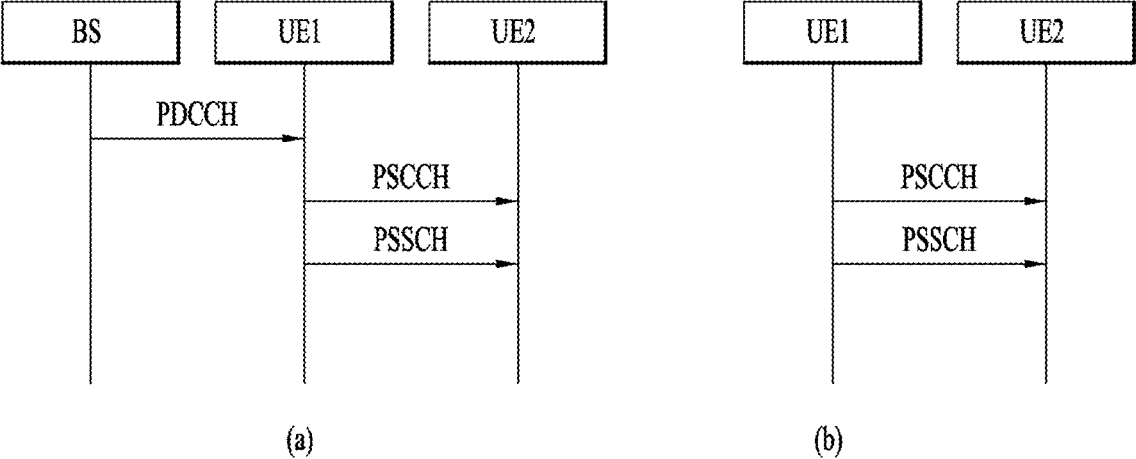 BS UE1 UE2 UE1 UE2
PDCCH
PSCCH PSCCH
PSSCH PSSCH
(a) (b)